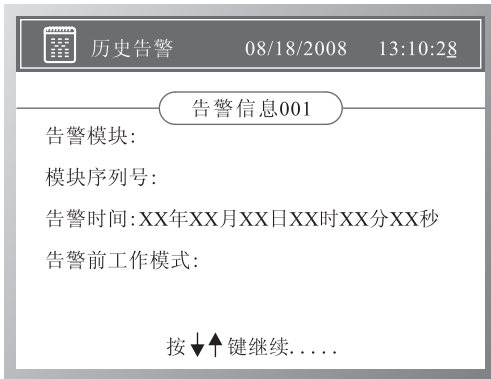 历史告警 08/18/2008 13:10:28
告警信息001
告警模块:
模块序列号:
告警时间:XX年XX月XX日XX时XX分XX秒
告警前工作模式:
按↓↑键继续.....